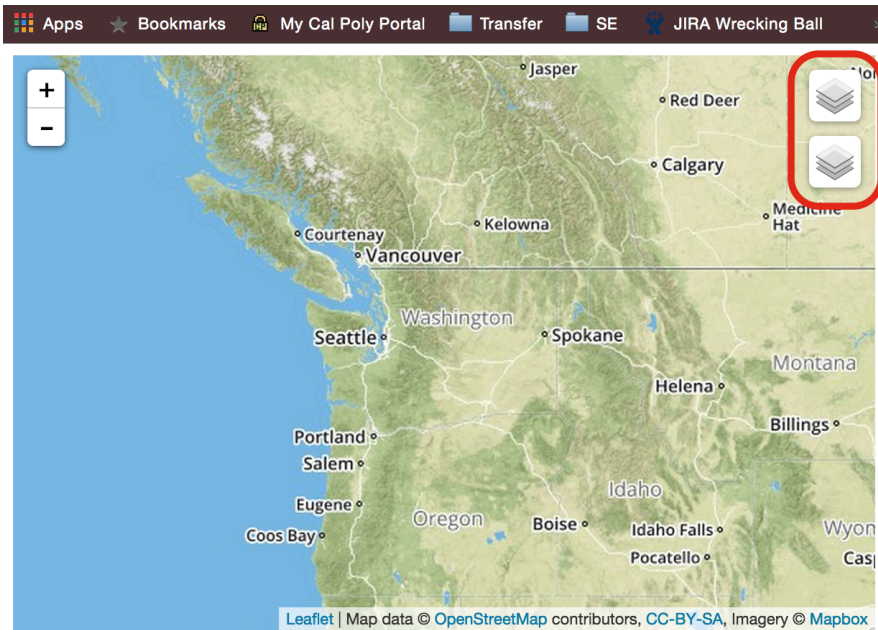 Apps Bookmarks My Cal Poly Portal Transfer SE JIRA Wrecking Ball
+
−
Jasper
Red Deer
Calgary
Medicine
Hat
Kelowna
Courtenay
Vancouver
Washington
Seattle
Spokane
Montana
Helena
Billings
Portland
Salem
Idaho
Eugene
Oregon
Boise
Idaho Falls
Coos Bay
Pocatello
Leaflet | Map data © OpenStreetMap contributors, CC-BY-SA, Imagery © Mapbox